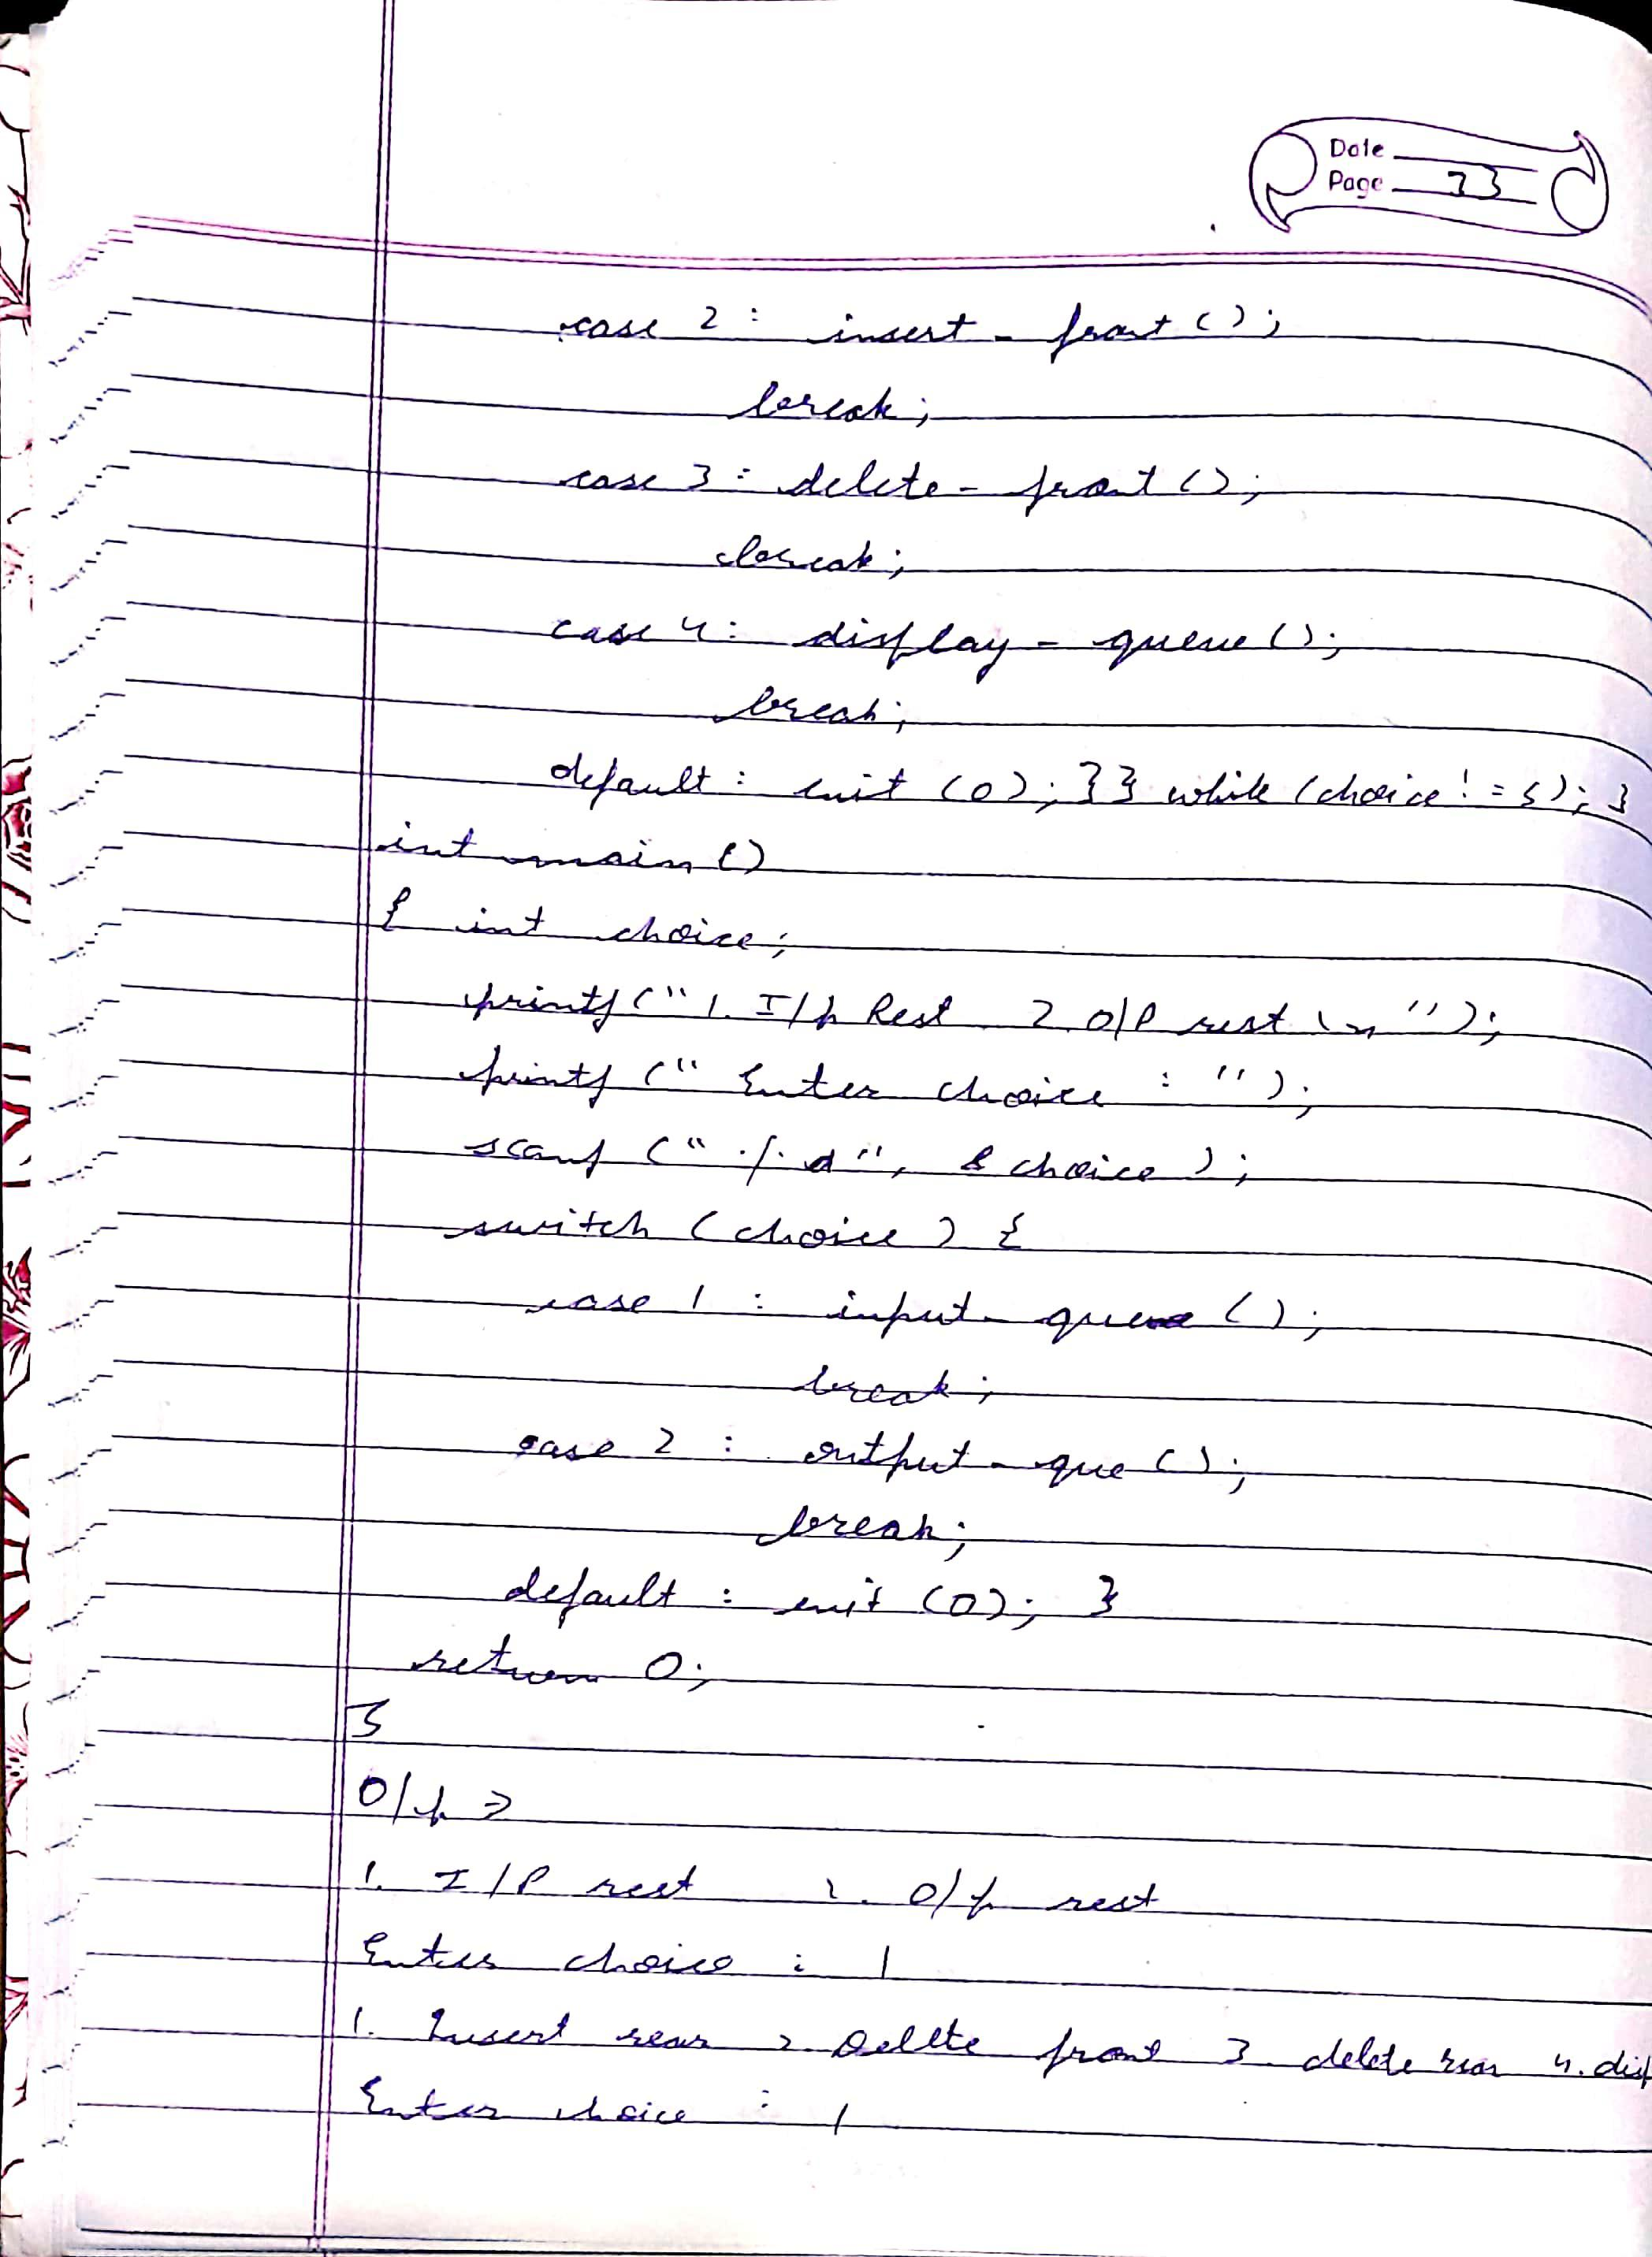 Date
Page 33
case 2 : insert - front ( ) ;
break ;
case 3 : delete - front ( ) ;
break ;
case 4 : display - queue ( ) ;
break ;
default : exit (0) ; } } while (choice ! = 5) ; }
int main ( )
{ int choice ;
printf (" 1. I/p Rest 2. O/P rest \n ") ;
printf (" Enter choice : ") ;
scanf (" % d", & choice ) ;
switch ( choice ) {
case 1 : input - queue ( ) ;
break ;
case 2 : output - que ( ) ;
break ;
default : exit (0) ; }
return 0 ;
}
O/p ⇒
1. I/P rest 2. O/p rest
Enter choice : 1
1. Insert rear 2. Delete front 3. delete rear 4. disp
Enter choice : 1